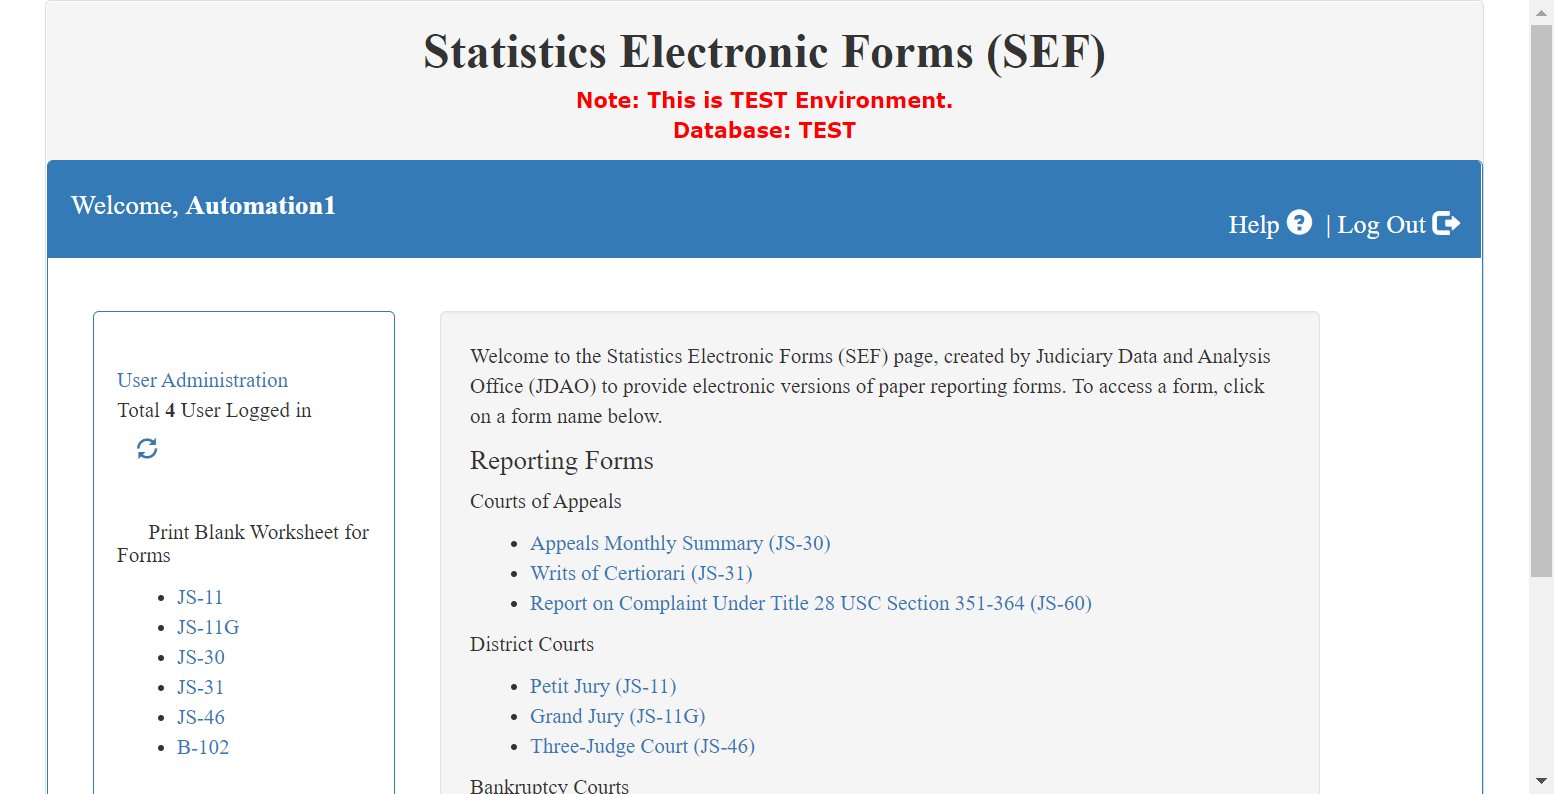 Statistics Electronic Forms (SEF)
Note: This is TEST Environment.
Database: TEST
Welcome, Automation1
Help ? | Log Out
User Administration
Total 4 User Logged in
Print Blank Worksheet for
Forms
JS-11
JS-11G
JS-30
JS-31
JS-46
B-102
Welcome to the Statistics Electronic Forms (SEF) page, created by Judiciary Data and Analysis
Office (JDAO) to provide electronic versions of paper reporting forms. To access a form, click
on a form name below.
Reporting Forms
Courts of Appeals
Appeals Monthly Summary (JS-30)
Writs of Certiorari (JS-31)
Report on Complaint Under Title 28 USC Section 351-364 (JS-60)
District Courts
Petit Jury (JS-11)
Grand Jury (JS-11G)
Three-Judge Court (JS-46)
Bankruptcy Courts